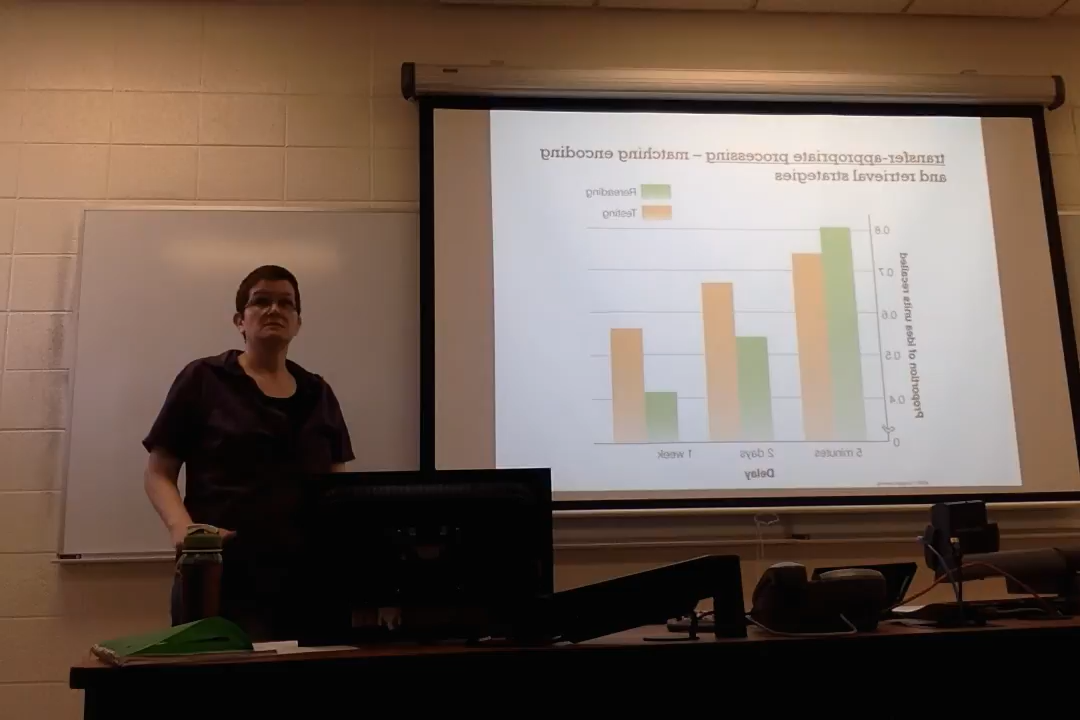 transfer-appropriate processing – matching encoding
and retrieval strategies
Rereading
Testing
0.8
0.7
0.6
0.5
0.4
0
Proportion of idea units recalled
5 minutes
2 days
1 week
Delay